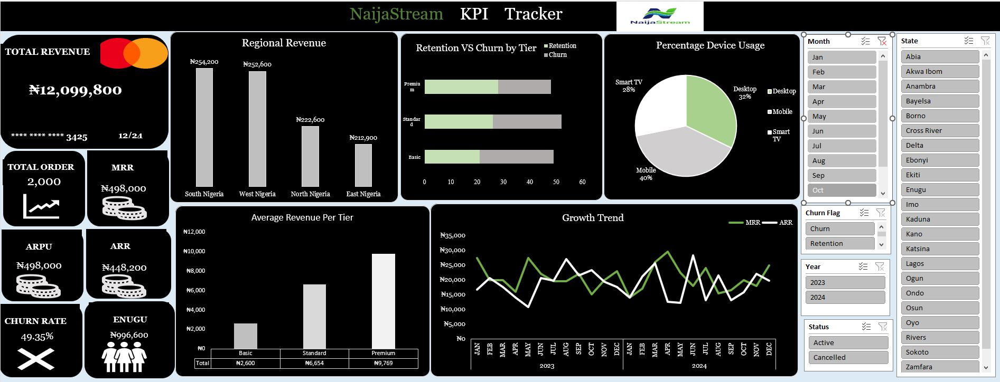 NaijaStream KPI Tracker
NaijaStream
TOTAL REVENUE
₦12,099,800
**** **** **** 3425 12/24
TOTAL ORDER
2,000
MRR
₦498,000
ARPU
₦498,000
ARR
₦448,200
CHURN RATE
49.35%
ENUGU
₦996,600
Regional Revenue
₦254,200
₦252,600
₦222,600
₦212,900
South Nigeria West Nigeria North Nigeria East Nigeria
Retention VS Churn by Tier
Retention
Churn
Premiu
m
Standar
d
Basic
0 10 20 30 40 50 60
Percentage Device Usage
Smart TV
28%
Desktop
32%
Mobile
40%
Desktop
Mobile
Smart
TV
Average Revenue Per Tier
₦12,000
₦10,000
₦8,000
₦6,000
₦4,000
₦2,000
₦0
Basic Standard Premium
Total ₦2,600 ₦6,654 ₦9,769
Growth Trend
MRR ARR
₦35,000
₦30,000
₦25,000
₦20,000
₦15,000
₦10,000
₦5,000
₦0
JAN FEB MAR APR MAY JUN JUL AUG SEP OCT NOV DEC JAN FEB MAR APR MAY JUN JUL AUG SEP OCT NOV DEC
2023 2024
Month
Jan
Feb
Mar
Apr
May
Jun
Jul
Aug
Sep
Oct
Churn Flag
Churn
Retention
Year
2023
2024
Status
Active
Cancelled
State
Abia
Akwa Ibom
Anambra
Bayelsa
Borno
Cross River
Delta
Ebonyi
Ekiti
Enugu
Imo
Kaduna
Kano
Katsina
Lagos
Ogun
Ondo
Osun
Oyo
Rivers
Sokoto
Zamfara